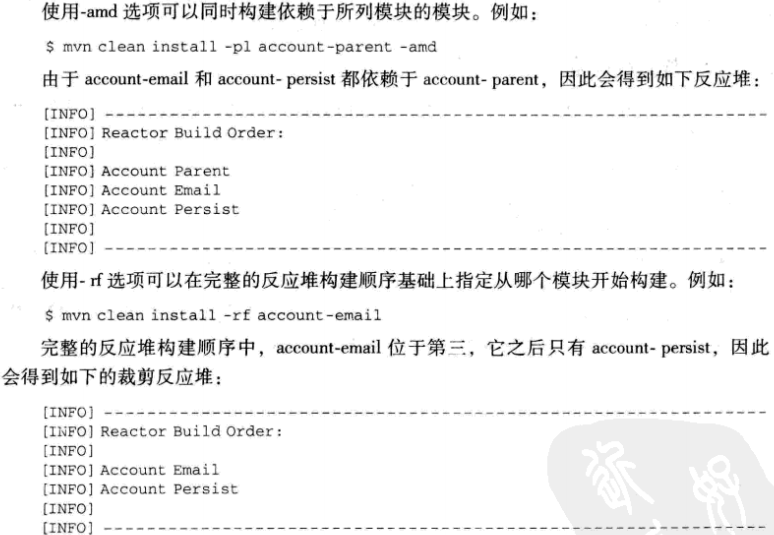 使用-amd 选项可以同时构建依赖于所列模块的模块。例如：
$ mvn clean install -pl account-parent -amd
由于 account-email 和 account- persist 都依赖于 account- parent，因此会得到如下反应堆：
[INFO] ------------------------------------------------------------------------
[INFO] Reactor Build Order:
[INFO]
[INFO] Account Parent
[INFO] Account Email
[INFO] Account Persist
[INFO]
[INFO] ------------------------------------------------------------------------
使用- rf 选项可以在完整的反应堆构建顺序基础上指定从哪个模块开始构建。例如：
$ mvn clean install -rf account-email
完整的反应堆构建顺序中，account-email 位于第三，它之后只有 account- persist，因此
会得到如下的裁剪反应堆：
[INFO] ------------------------------------------------------------------------
[INFO] Reactor Build Order:
[INFO]
[INFO] Account Email
[INFO] Account Persist
[INFO]
[INFO] ------------------------------------------------------------------------